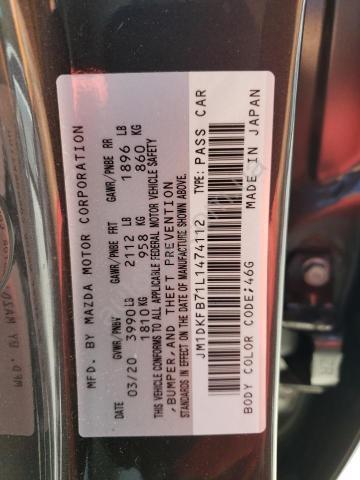 MFD. BY MAZDA MOTOR CORPORATION
DATE GVWR/PNBV GAWR/PNBE FRT GAWR/PNBE RR
03/20 3990 LB 2112 LB 1896 LB
1810 KG 958 KG 860 KG
THIS VEHICLE CONFORMS TO ALL APPLICABLE FEDERAL MOTOR VEHICLE SAFETY
, BUMPER, AND THEFT PREVENTION
STANDARDS IN EFFECT ON THE DATE OF MANUFACTURE SHOWN ABOVE.
JM1DKFB71L1474112 TYPE: PASS CAR
BODY COLOR CODE:46G MADE IN JAPAN